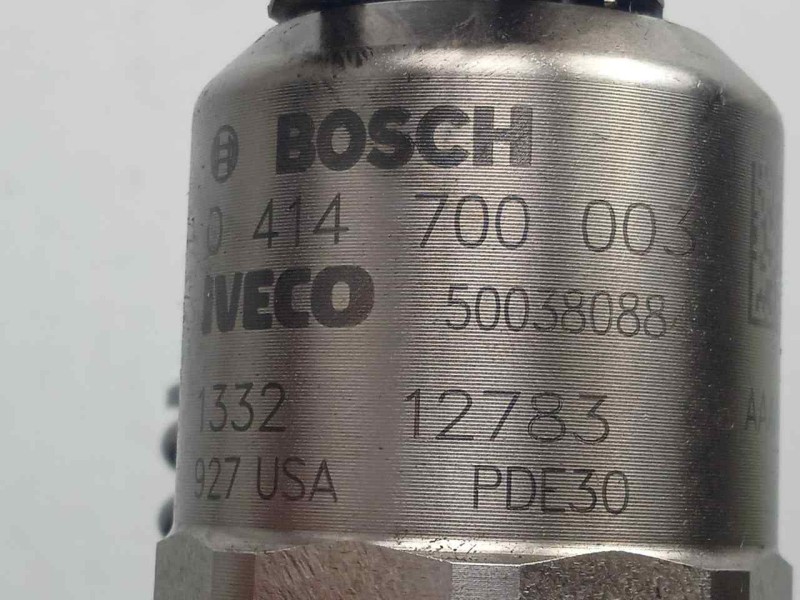 BOSCH
0 414 700 003
IVECO 50038088
1332 12783
927 USA PDE30